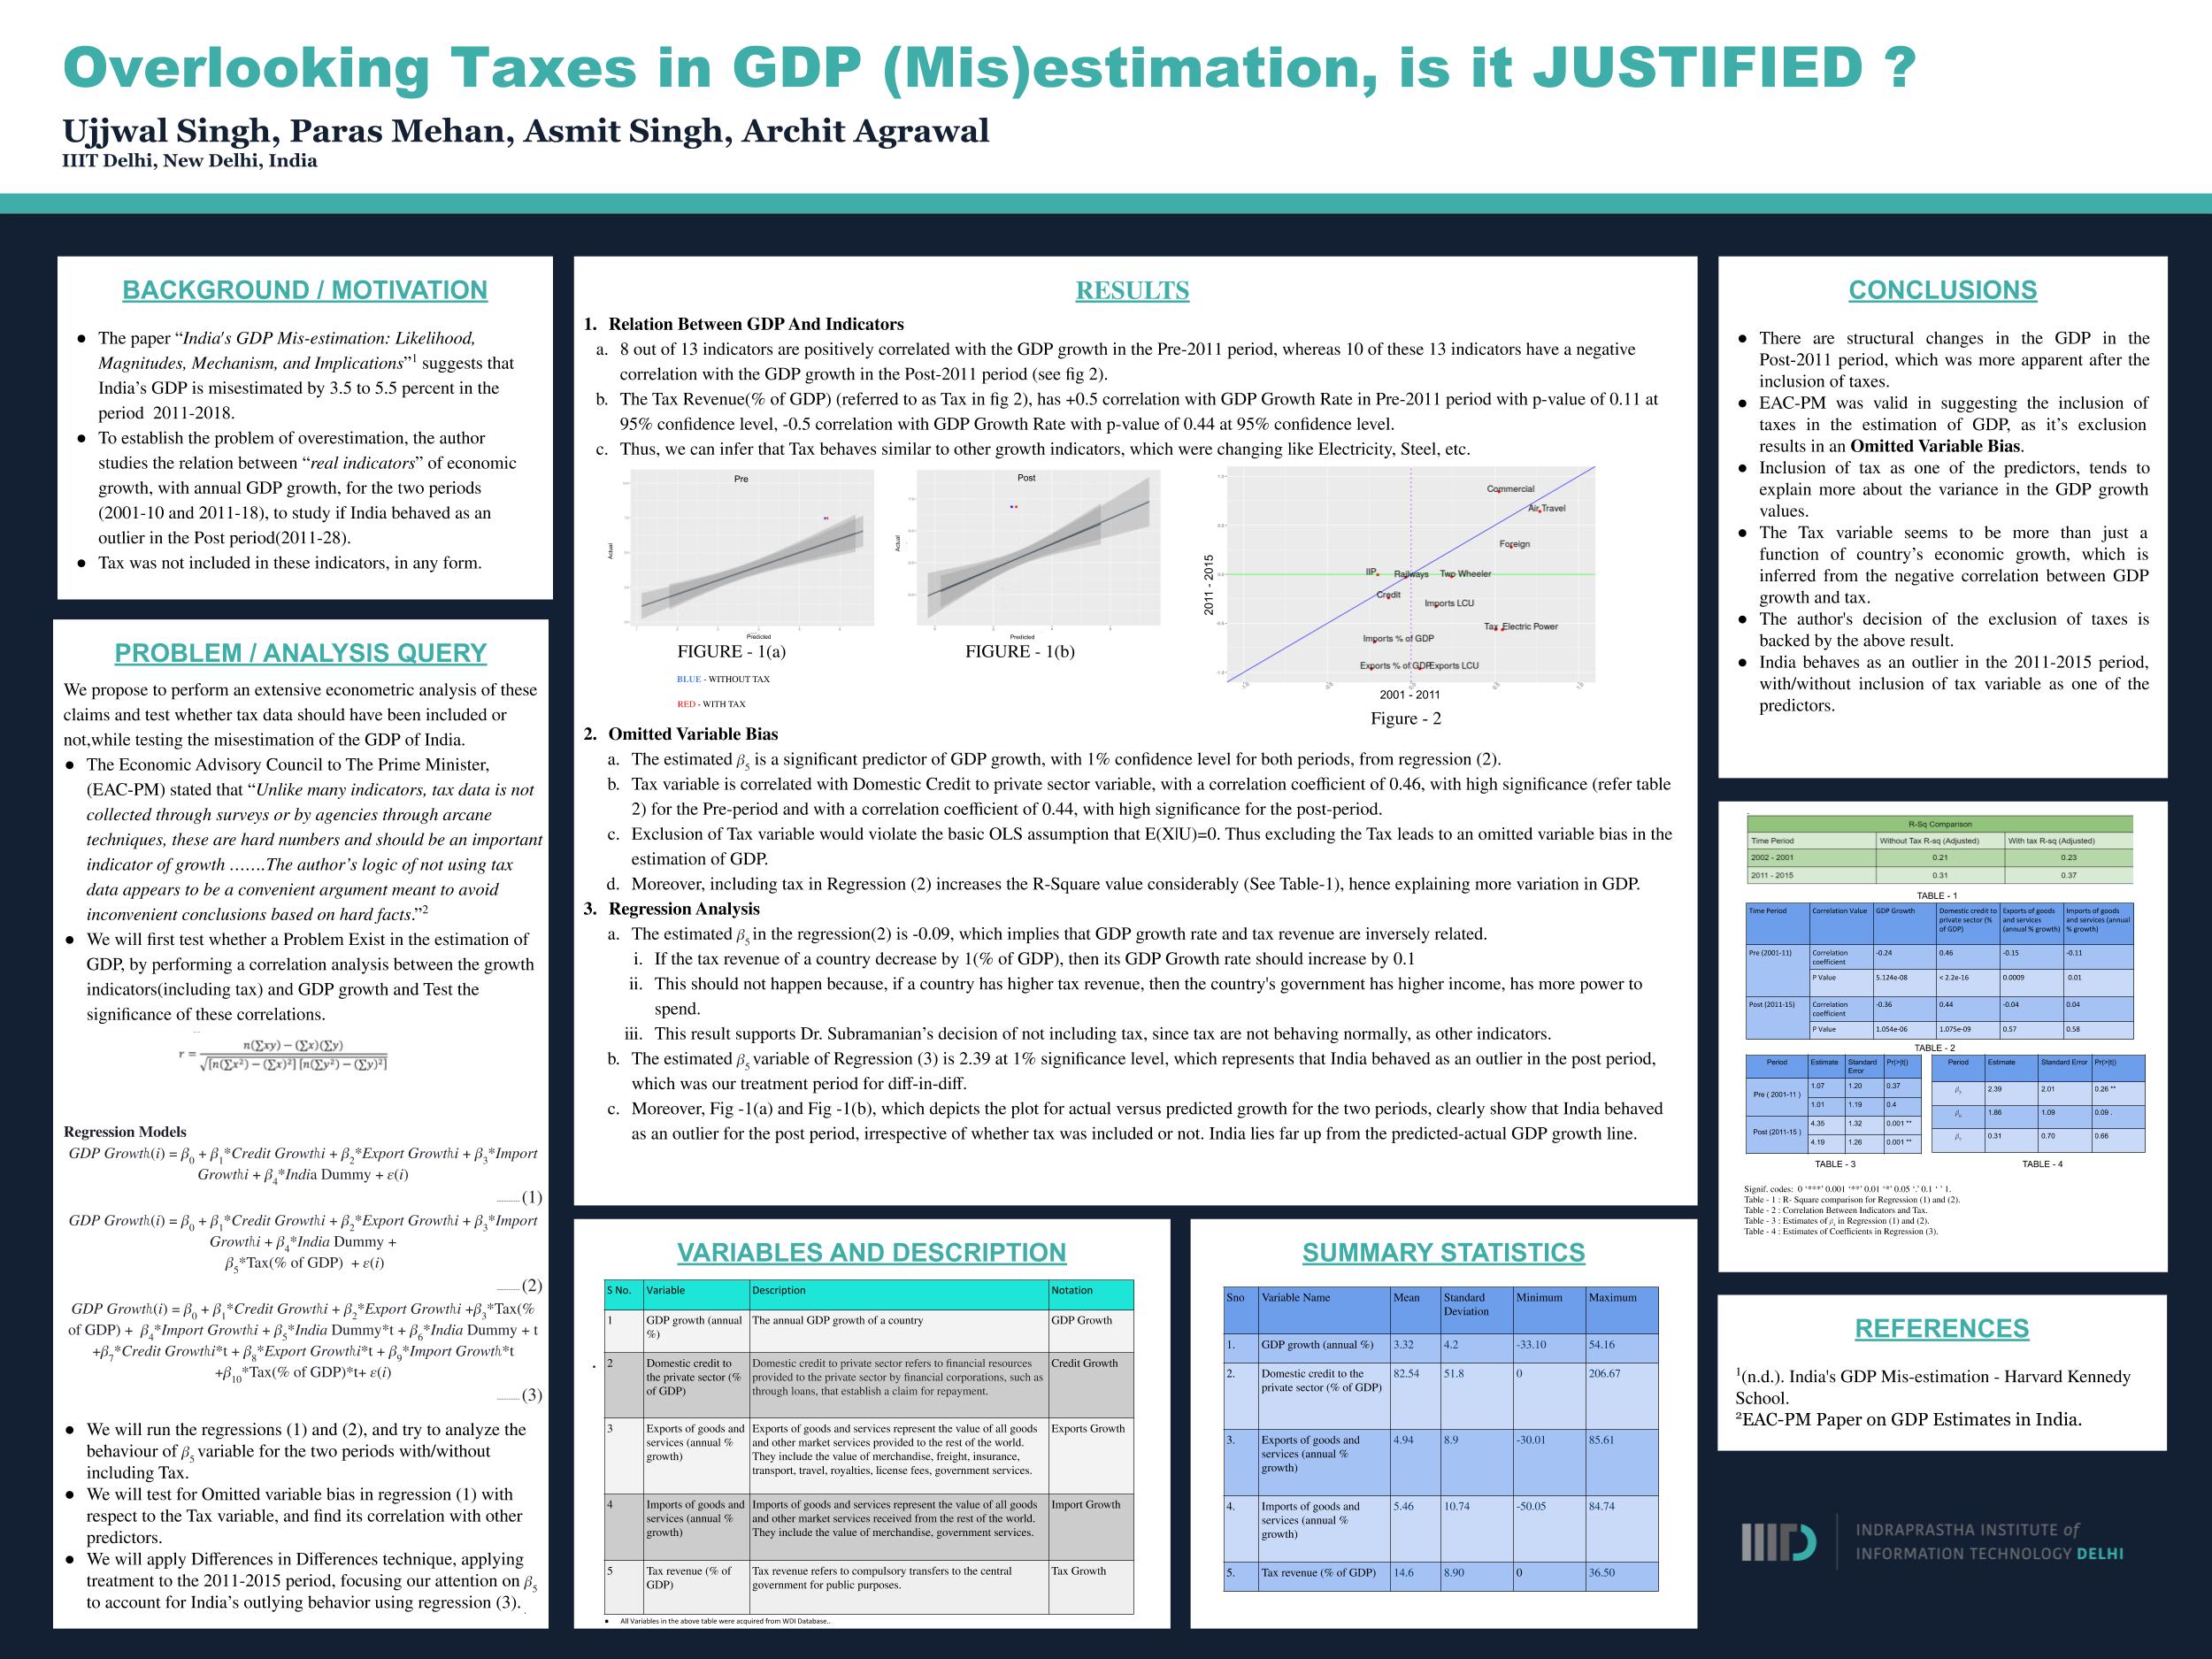 Overlooking Taxes in GDP (Mis)estimation, is it JUSTIFIED ?
Ujjwal Singh, Paras Mehan, Asmit Singh, Archit Agrawal
IIIT Delhi, New Delhi, India
BACKGROUND / MOTIVATION
● The paper “India's GDP Mis-estimation: Likelihood,
Magnitudes, Mechanism, and Implications”1 suggests that
India’s GDP is misestimated by 3.5 to 5.5 percent in the
period 2011-2018.
● To establish the problem of overestimation, the author
studies the relation between “real indicators” of economic
growth, with annual GDP growth, for the two periods
(2001-10 and 2011-18), to study if India behaved as an
outlier in the Post period(2011-28).
● Tax was not included in these indicators, in any form.
PROBLEM / ANALYSIS QUERY
We propose to perform an extensive econometric analysis of these
claims and test whether tax data should have been included or
not,while testing the misestimation of the GDP of India.
● The Economic Advisory Council to The Prime Minister,
(EAC-PM) stated that “Unlike many indicators, tax data is not
collected through surveys or by agencies through arcane
techniques, these are hard numbers and should be an important
indicator of growth …….The author’s logic of not using tax
data appears to be a convenient argument meant to avoid
inconvenient conclusions based on hard facts.”2
● We will first test whether a Problem Exist in the estimation of
GDP, by performing a correlation analysis between the growth
indicators(including tax) and GDP growth and Test the
significance of these correlations.
r = n(∑xy) − (∑x)(∑y) / √[n(∑x²) − (∑x)²] [n(∑y²) − (∑y)²]
Regression Models
GDP Growth(i) = β0 + β1*Credit Growthi + β2*Export Growthi + β3*Import
Growthi + β4*India Dummy + ε(i)
.........(1)
GDP Growth(i) = β0 + β1*Credit Growthi + β2*Export Growthi + β3*Import
Growthi + β4*India Dummy +
β5*Tax(% of GDP) + ε(i)
.........(2)
GDP Growth(i) = β0 + β1*Credit Growthi + β2*Export Growthi +β3*Tax(%
of GDP) + β4*Import Growthi + β5*India Dummy*t + β6*India Dummy + t
+β7*Credit Growthi*t + β8*Export Growthi*t + β9*Import Growth*t
+β10*Tax(% of GDP)*t+ ε(i)
.........(3)
● We will run the regressions (1) and (2), and try to analyze the
behaviour of β5 variable for the two periods with/without
including Tax.
● We will test for Omitted variable bias in regression (1) with
respect to the Tax variable, and find its correlation with other
predictors.
● We will apply Differences in Differences technique, applying
treatment to the 2011-2015 period, focusing our attention on β5
to account for India’s outlying behavior using regression (3).
RESULTS
1. Relation Between GDP And Indicators
a. 8 out of 13 indicators are positively correlated with the GDP growth in the Pre-2011 period, whereas 10 of these 13 indicators have a negative
correlation with the GDP growth in the Post-2011 period (see fig 2).
b. The Tax Revenue(% of GDP) (referred to as Tax in fig 2), has +0.5 correlation with GDP Growth Rate in Pre-2011 period with p-value of 0.11 at
95% confidence level, -0.5 correlation with GDP Growth Rate with p-value of 0.44 at 95% confidence level.
c. Thus, we can infer that Tax behaves similar to other growth indicators, which were changing like Electricity, Steel, etc.
Pre
Actual
Predicted
FIGURE - 1(a)
BLUE - WITHOUT TAX
RED - WITH TAX
Post
Actual
Predicted
FIGURE - 1(b)
Commercial
Air Travel
Foreign
IIP
Railways
Two Wheeler
Credit
Imports LCU
Tax
Electric Power
Imports % of GDP
Exports % of GDP
Exports LCU
2011 - 2015
2001 - 2011
Figure - 2
2. Omitted Variable Bias
a. The estimated β5 is a significant predictor of GDP growth, with 1% confidence level for both periods, from regression (2).
b. Tax variable is correlated with Domestic Credit to private sector variable, with a correlation coefficient of 0.46, with high significance (refer table
2) for the Pre-period and with a correlation coefficient of 0.44, with high significance for the post-period.
c. Exclusion of Tax variable would violate the basic OLS assumption that E(X|U)=0. Thus excluding the Tax leads to an omitted variable bias in the
estimation of GDP.
d. Moreover, including tax in Regression (2) increases the R-Square value considerably (See Table-1), hence explaining more variation in GDP.
3. Regression Analysis
a. The estimated β5 in the regression(2) is -0.09, which implies that GDP growth rate and tax revenue are inversely related.
i. If the tax revenue of a country decrease by 1(% of GDP), then its GDP Growth rate should increase by 0.1
ii. This should not happen because, if a country has higher tax revenue, then the country's government has higher income, has more power to
spend.
iii. This result supports Dr. Subramanian’s decision of not including tax, since tax are not behaving normally, as other indicators.
b. The estimated β5 variable of Regression (3) is 2.39 at 1% significance level, which represents that India behaved as an outlier in the post period,
which was our treatment period for diff-in-diff.
c. Moreover, Fig -1(a) and Fig -1(b), which depicts the plot for actual versus predicted growth for the two periods, clearly show that India behaved
as an outlier for the post period, irrespective of whether tax was included or not. India lies far up from the predicted-actual GDP growth line.
VARIABLES AND DESCRIPTION
S No. Variable Description Notation
1 GDP growth (annual %) The annual GDP growth of a country GDP Growth
2 Domestic credit to the private sector (% of GDP) Domestic credit to private sector refers to financial resources provided to the private sector by financial corporations, such as through loans, that establish a claim for repayment. Credit Growth
3 Exports of goods and services (annual % growth) Exports of goods and services represent the value of all goods and other market services provided to the rest of the world. They include the value of merchandise, freight, insurance, transport, travel, royalties, license fees, government services. Exports Growth
4 Imports of goods and services (annual % growth) Imports of goods and services represent the value of all goods and other market services received from the rest of the world. They include the value of merchandise, government services. Import Growth
5 Tax revenue (% of GDP) Tax revenue refers to compulsory transfers to the central government for public purposes. Tax Growth
● All Variables in the above table were acquired from WDI Database..
SUMMARY STATISTICS
Sno Variable Name Mean Standard Deviation Minimum Maximum
1. GDP growth (annual %) 3.32 4.2 -33.10 54.16
2. Domestic credit to the private sector (% of GDP) 82.54 51.8 0 206.67
3. Exports of goods and services (annual % growth) 4.94 8.9 -30.01 85.61
4. Imports of goods and services (annual % growth) 5.46 10.74 -50.05 84.74
5. Tax revenue (% of GDP) 14.6 8.90 0 36.50
CONCLUSIONS
● There are structural changes in the GDP in the
Post-2011 period, which was more apparent after the
inclusion of taxes.
● EAC-PM was valid in suggesting the inclusion of
taxes in the estimation of GDP, as it’s exclusion
results in an Omitted Variable Bias.
● Inclusion of tax as one of the predictors, tends to
explain more about the variance in the GDP growth
values.
● The Tax variable seems to be more than just a
function of country’s economic growth, which is
inferred from the negative correlation between GDP
growth and tax.
● The author's decision of the exclusion of taxes is
backed by the above result.
● India behaves as an outlier in the 2011-2015 period,
with/without inclusion of tax variable as one of the
predictors.
R-Sq Comparison
Time Period Without Tax R-sq (Adjusted) With tax R-sq (Adjusted)
2002 - 2001 0.21 0.23
2011 - 2015 0.31 0.37
TABLE - 1
Time Period Correlation Value GDP Growth Domestic credit to private sector (% of GDP) Exports of goods and services (annual % growth) Imports of goods and services (annual % growth)
Pre (2001-11) Correlation coefficient -0.24 0.46 -0.15 -0.11
P Value 5.124e-08 < 2.2e-16 0.0009 0.01
Post (2011-15) Correlation coefficient -0.36 0.44 -0.04 0.04
P Value 1.054e-06 1.075e-09 0.57 0.58
TABLE - 2
Period Estimate Standard Error Pr(>|t|)
Pre ( 2001-11 ) 1.07 1.20 0.37
1.01 1.19 0.4
Post (2011-15 ) 4.35 1.32 0.001 **
4.19 1.26 0.001 **
TABLE - 3
Period Estimate Standard Error Pr(>|t|)
β5 2.39 2.01 0.26 **
β6 1.86 1.09 0.09 .
β7 0.31 0.70 0.66
TABLE - 4
Signif. codes: 0 ‘***’ 0.001 ‘**’ 0.01 ‘*’ 0.05 ‘.’ 0.1 ‘ ’ 1.
Table - 1 : R- Square comparison for Regression (1) and (2).
Table - 2 : Correlation Between Indicators and Tax.
Table - 3 : Estimates of β5 in Regression (1) and (2).
Table - 4 : Estimates of Coefficients in Regression (3).
REFERENCES
1(n.d.). India's GDP Mis-estimation - Harvard Kennedy
School.
²EAC-PM Paper on GDP Estimates in India.
IIITD
INDRAPRASTHA INSTITUTE of
INFORMATION TECHNOLOGY DELHI